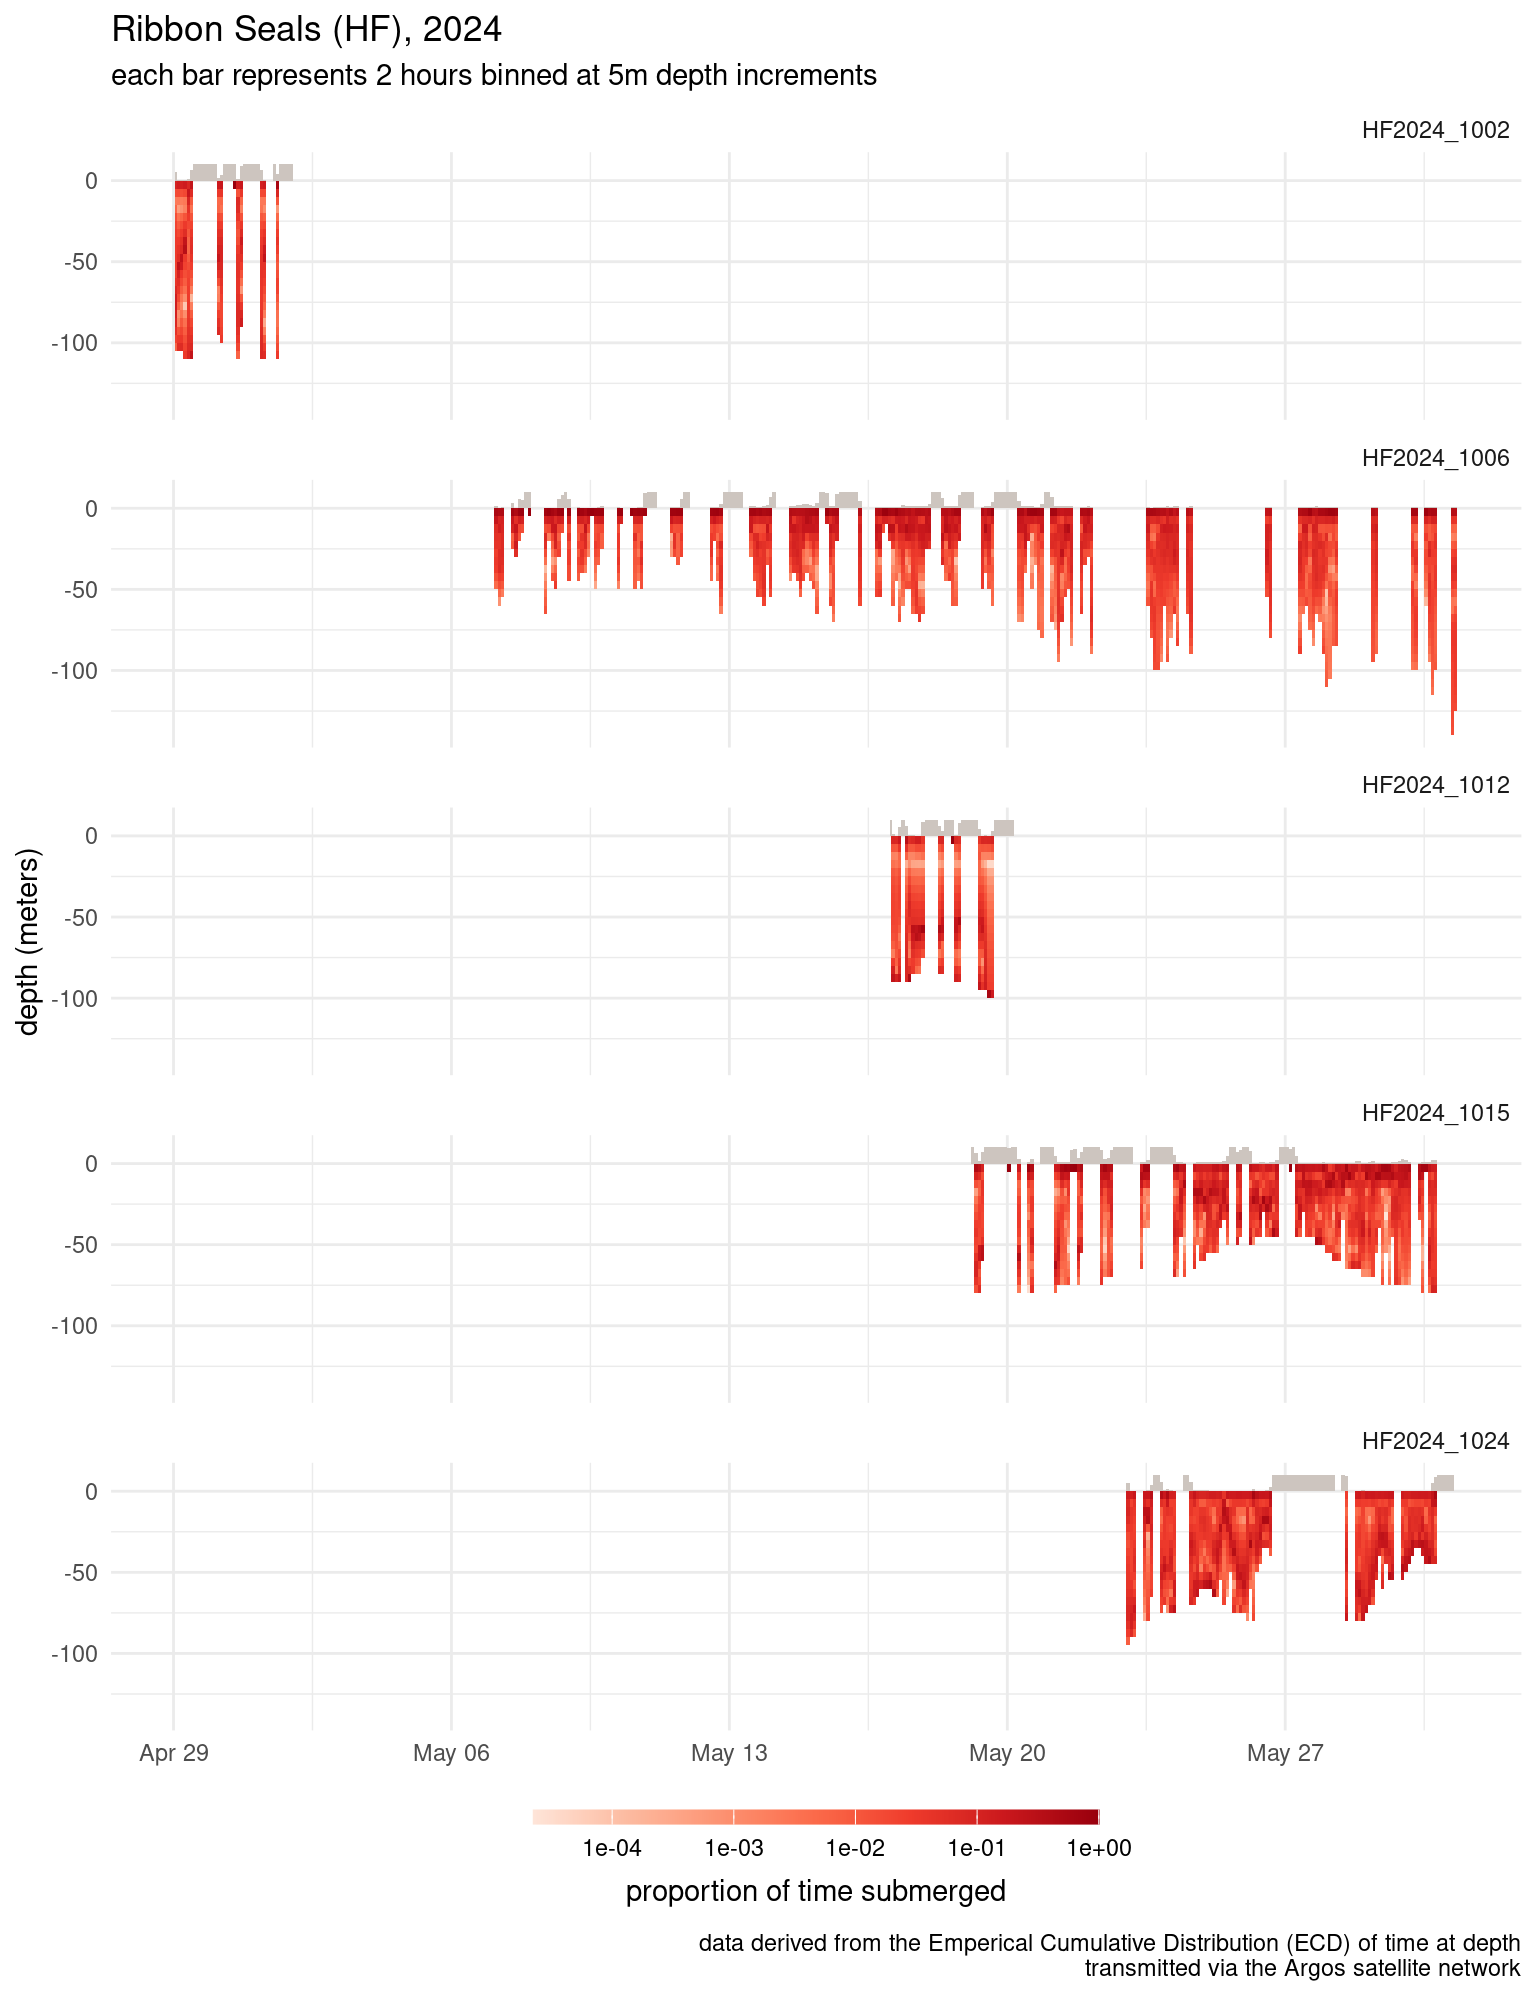 Ribbon Seals (HF), 2024
each bar represents 2 hours binned at 5m depth increments
HF2024_1002
0
-50
-100
HF2024_1006
0
-50
-100
HF2024_1012
0
-50
-100
depth (meters)
HF2024_1015
0
-50
-100
HF2024_1024
0
-50
-100
Apr 29 May 06 May 13 May 20 May 27
1e-04 1e-03 1e-02 1e-01 1e+00
proportion of time submerged
data derived from the Emperical Cumulative Distribution (ECD) of time at depth
transmitted via the Argos satellite network